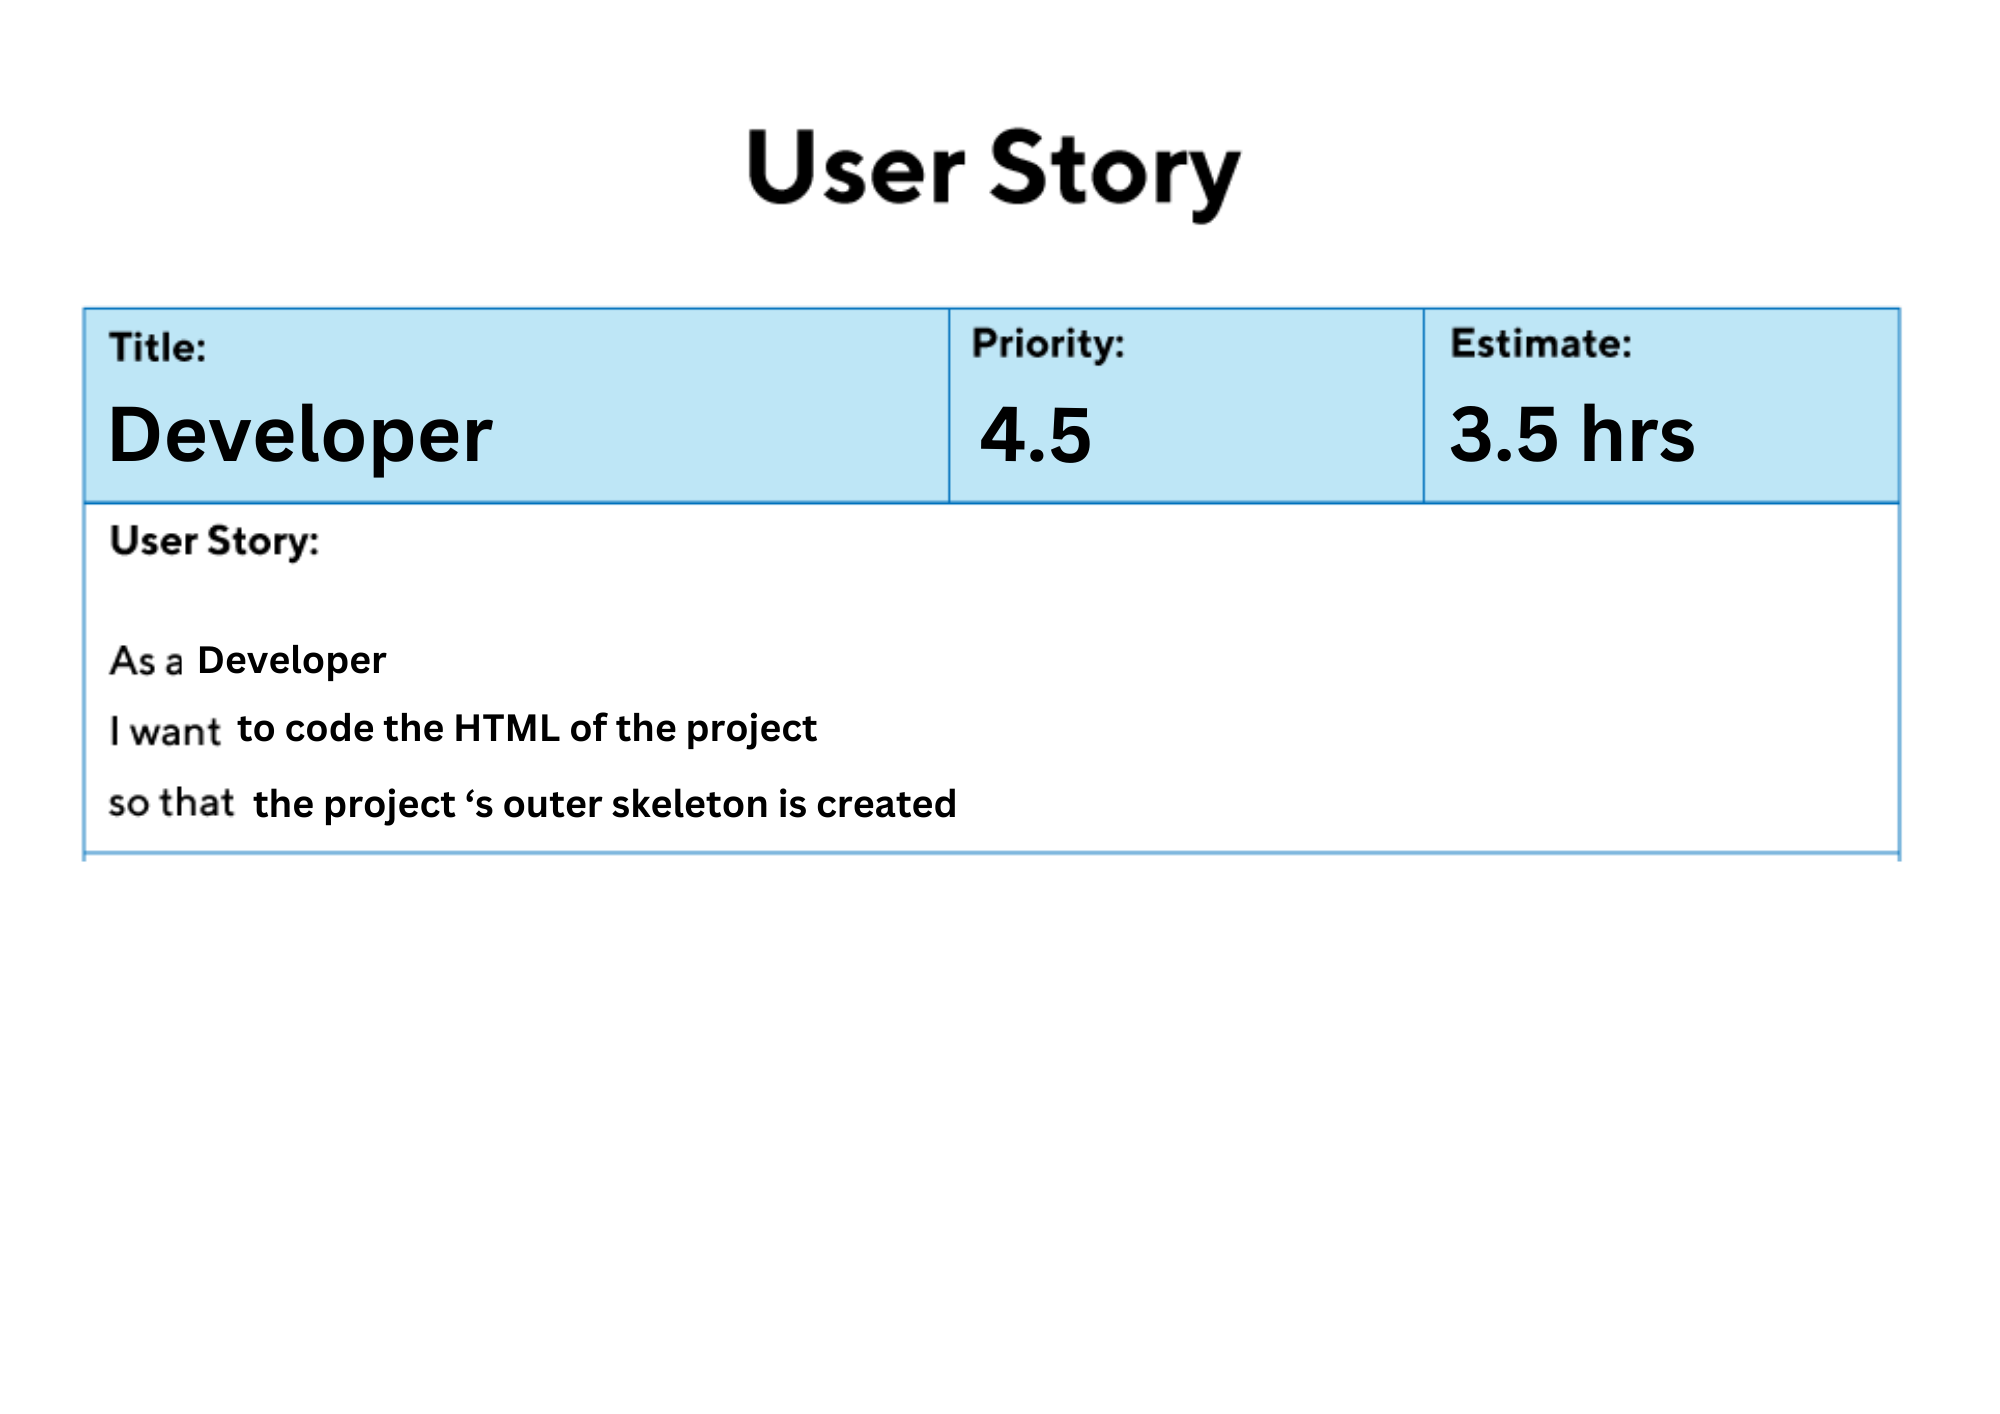 User Story
Title:
Developer
Priority:
4.5
Estimate:
3.5 hrs
User Story:
As a Developer
I want to code the HTML of the project
so that the project ‘s outer skeleton is created